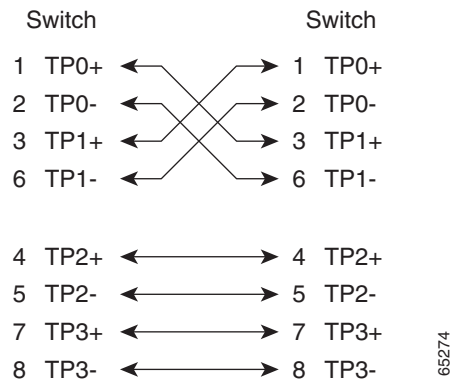 Switch Switch
1 TP0+ 1 TP0+
2 TP0- 2 TP0-
3 TP1+ 3 TP1+
6 TP1- 6 TP1-
4 TP2+ 4 TP2+
5 TP2- 5 TP2-
7 TP3+ 7 TP3+
8 TP3- 8 TP3-
65274